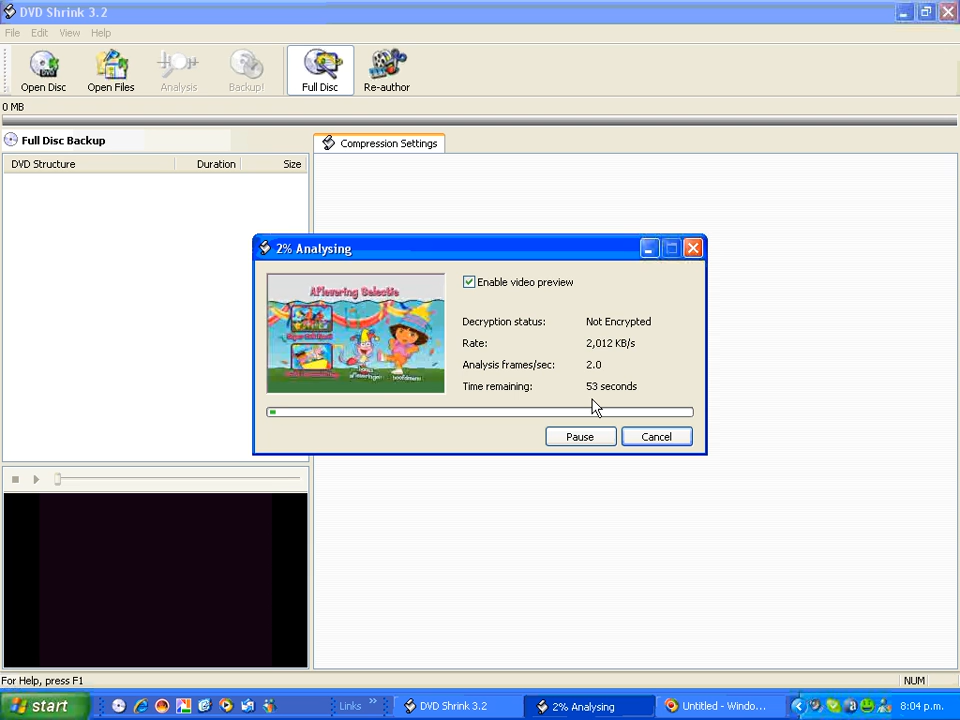 DVD Shrink 3.2
File Edit View Help
Open Disc Open Files Analysis Backup! Full Disc Re-author
0 MB
Full Disc Backup
Compression Settings
DVD Structure Duration Size
2% Analysing
Aflevering Selectie
Enable video preview
Decryption status: Not Encrypted
Rate: 2,012 KB/s
Analysis frames/sec: 2.0
Time remaining: 53 seconds
Pause Cancel
For Help, press F1
NUM
start
Links
DVD Shrink 3.2
2% Analysing
Untitled - Windo...
8:04 p.m.